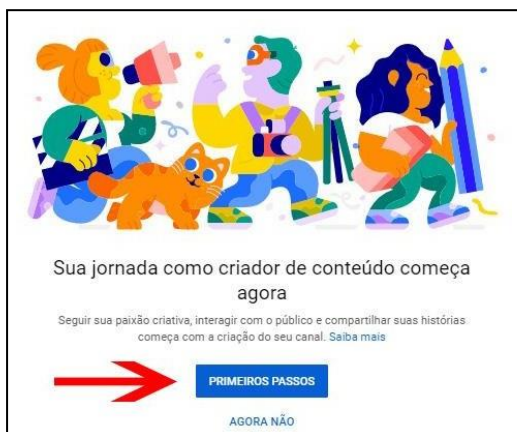 Sua jornada como criador de conteúdo começa
agora
Seguir sua paixão criativa, interagir com o público e compartilhar suas histórias
começa com a criação do seu canal. Saiba mais
PRIMEIROS PASSOS
AGORA NÃO